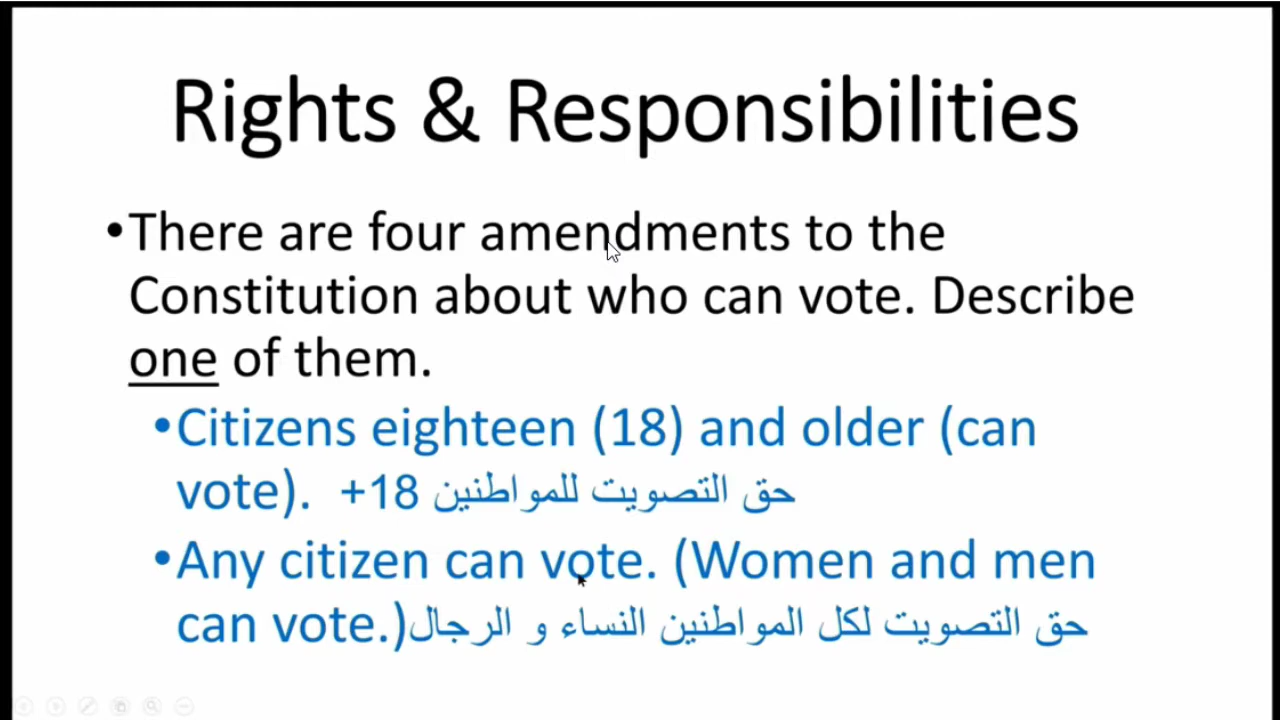 Rights & Responsibilities
•There are four amendments to the
Constitution about who can vote. Describe
one of them.
•Citizens eighteen (18) and older (can
vote). حق التصويت للمواطنين 18+
•Any citizen can vote. (Women and men
can vote.)حق التصويت لكل المواطنين النساء و الرجال